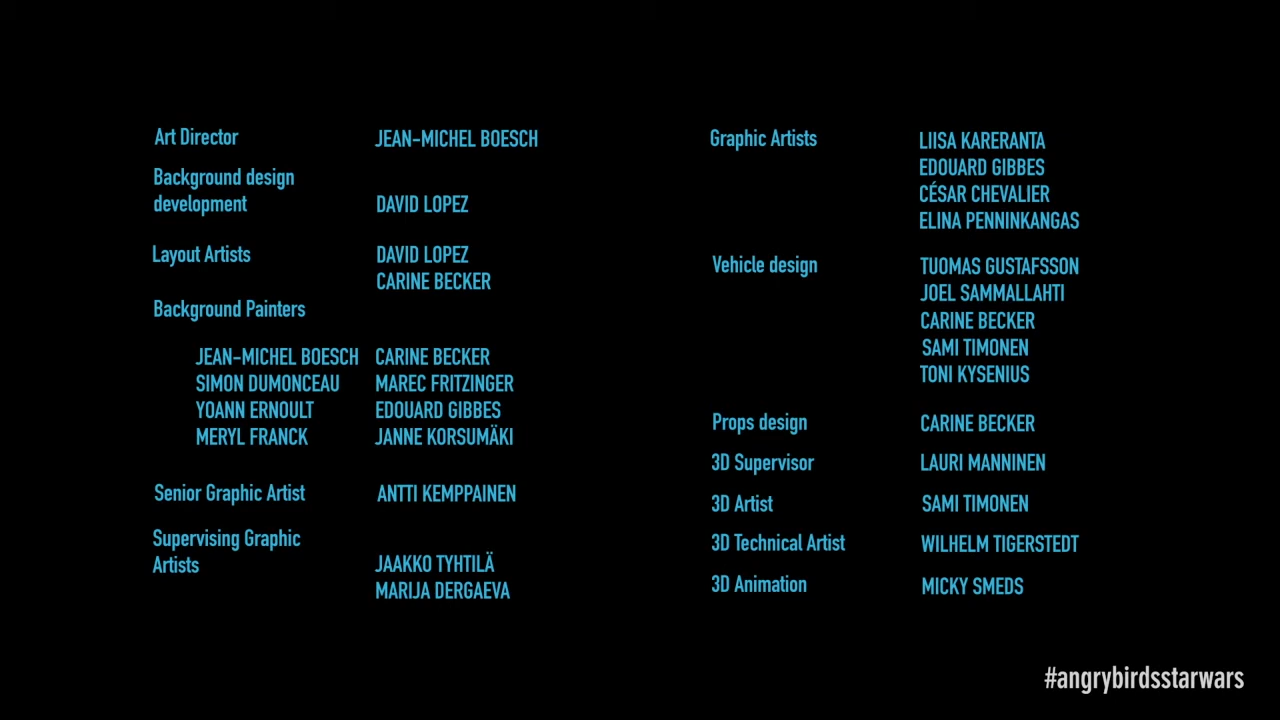 Art Director JEAN-MICHEL BOESCH
Background design
development DAVID LOPEZ
Layout Artists DAVID LOPEZ
CARINE BECKER
Background Painters
JEAN-MICHEL BOESCH CARINE BECKER
SIMON DUMONCEAU MAREC FRITZINGER
YOANN ERNOULT EDOUARD GIBBES
MERYL FRANCK JANNE KORSUMÄKI
Senior Graphic Artist ANTTI KEMPPAINEN
Supervising Graphic
Artists JAAKKO TYHTILÄ
MARIJA DERGAEVA
Graphic Artists LIISA KARERANTA
EDOUARD GIBBES
CÉSAR CHEVALIER
ELINA PENNINKANGAS
Vehicle design TUOMAS GUSTAFSSON
JOEL SAMMALLAHTI
CARINE BECKER
SAMI TIMONEN
TONI KYSENIUS
Props design CARINE BECKER
3D Supervisor LAURI MANNINEN
3D Artist SAMI TIMONEN
3D Technical Artist WILHELM TIGERSTEDT
3D Animation MICKY SMEDS
#angrybirdsstarwars